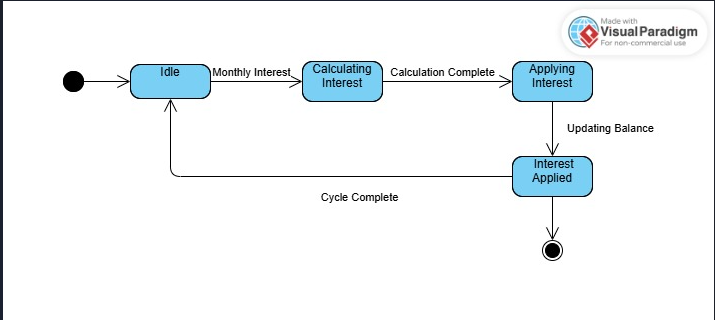 Made with
Visual Paradigm
For non-commercial use
Idle
Monthly Interest
Calculating
Interest
Calculation Complete
Applying
Interest
Updating Balance
Interest
Applied
Cycle Complete